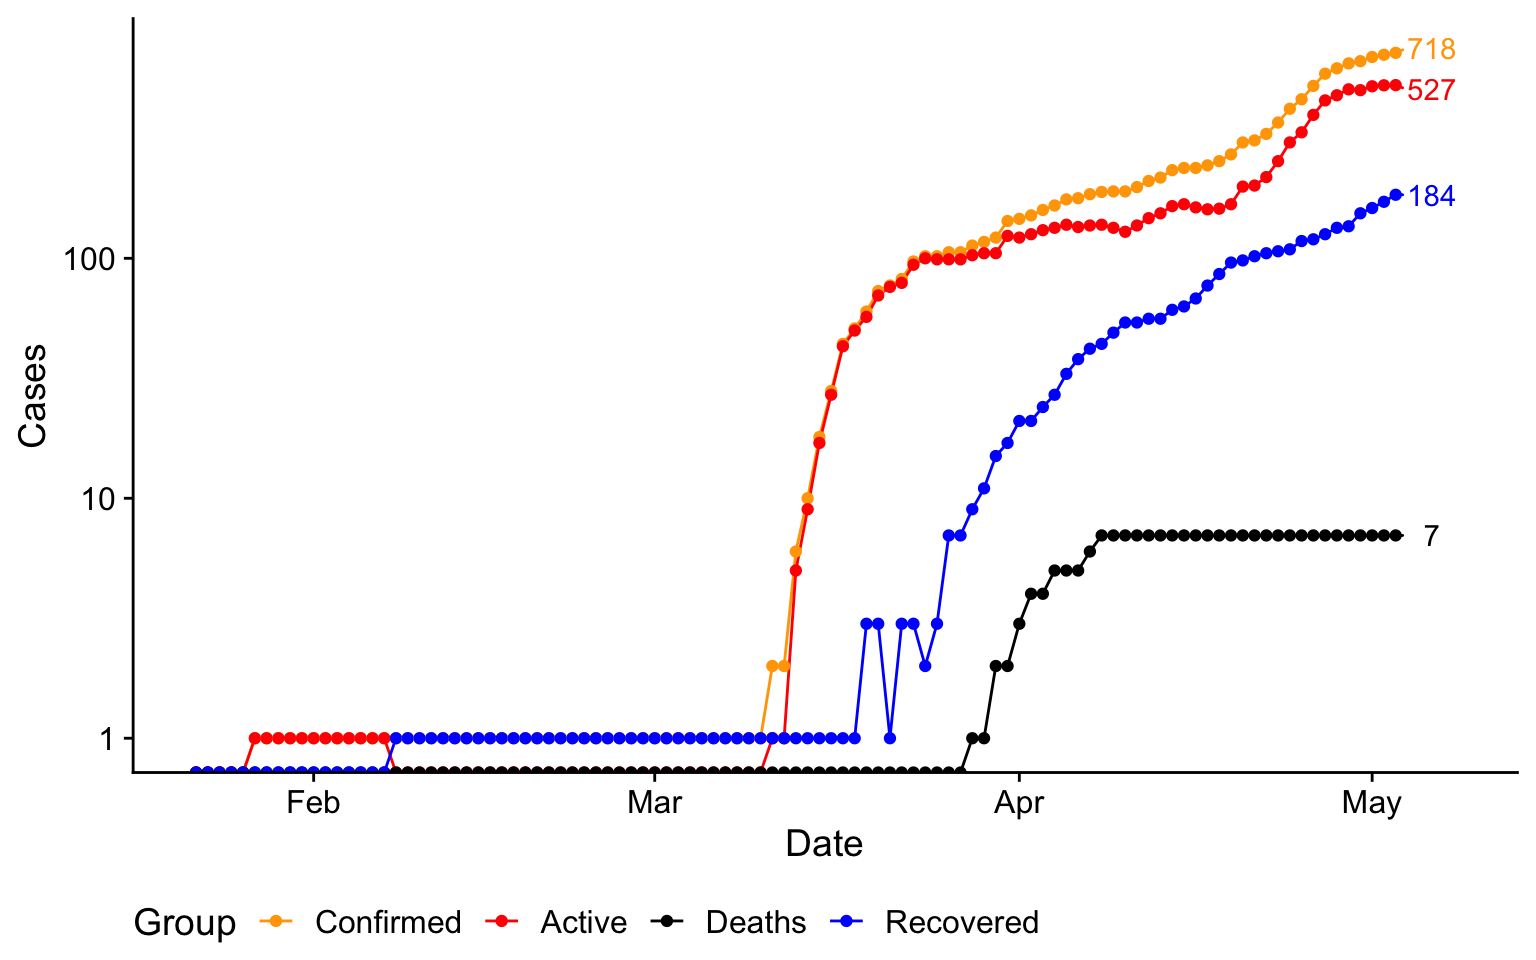 718
527
184
100
Cases
10
7
1
Feb Mar Apr May
Date
Group Confirmed Active Deaths Recovered